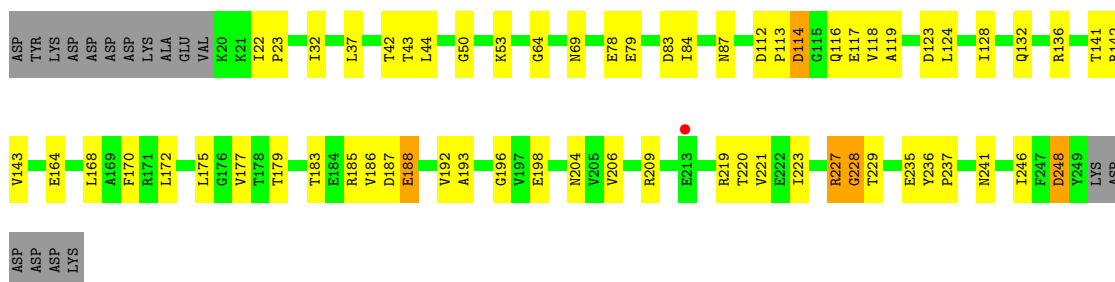 ASP TYR LYS ASP ASP ASP ASP LYS ALA GLU VAL K20 K21 I22 P23 I32 L37 T42 T43 L44 G50 K53 G64 N69 E78 E79 D83 I84 N87 D112 P113 D114 G115 Q116 E117 V118 A119 D123 L124 I128 Q132 R136 T141
V143 E164 L168 A169 F170 R171 L172 L175 G176 V177 T178 T179 T183 E184 R185 V186 D187 E188 V192 A193 G196 V197 E198 N204 V205 V206 R209 E213 R219 T220 V221 E222 I223 R227 G228 T229 E235 Y236 P237 N241 I246 F247 D248 Y249 LYS ASP
ASP ASP ASP LYS